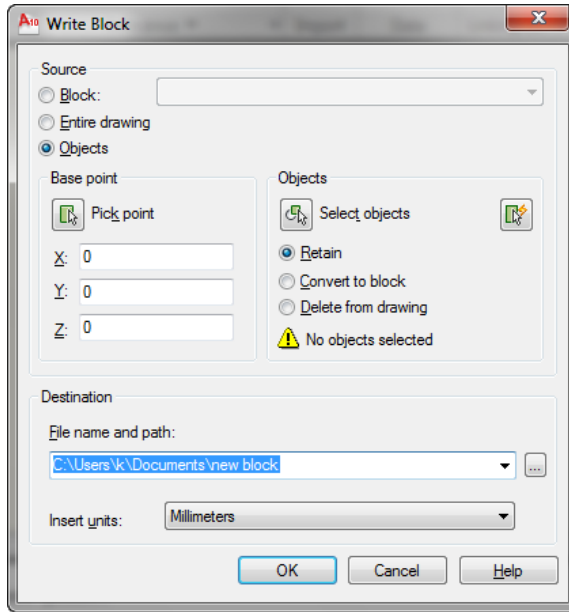 A10 Write Block
Source
Block:
Entire drawing
Objects
Base point
Pick point
X: 0
Y: 0
Z: 0
Objects
Select objects
Retain
Convert to block
Delete from drawing
No objects selected
Destination
File name and path:
C:\Users\k\Documents\new block
...
Insert units: Millimeters
OK Cancel Help